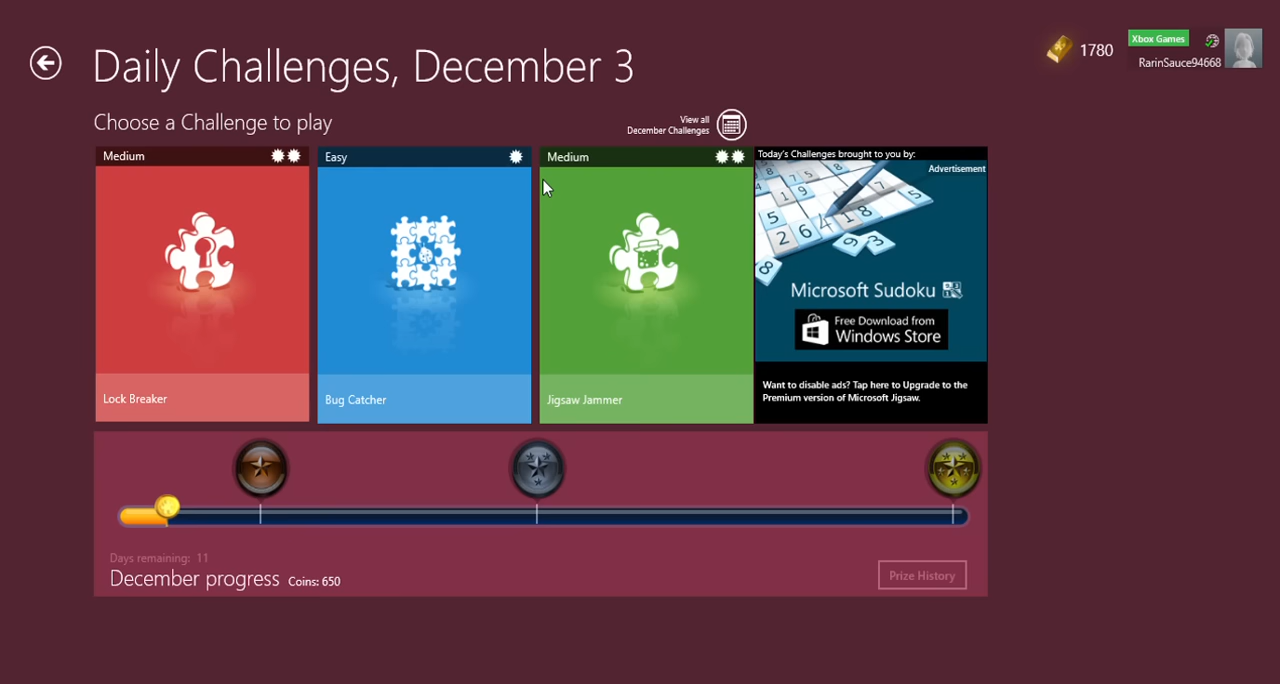 Daily Challenges, December 3
1780
Xbox Games
RarinSauce94668
Choose a Challenge to play
View all
December Challenges
Medium
Easy
Medium
Today's Challenges brought to you by:
Advertisement
Microsoft Sudoku
Free Download from
Windows Store
Lock Breaker
Bug Catcher
Jigsaw Jammer
Want to disable ads? Tap here to Upgrade to the
Premium version of Microsoft Jigsaw.
Days remaining: 11
December progress Coins: 650
Prize History